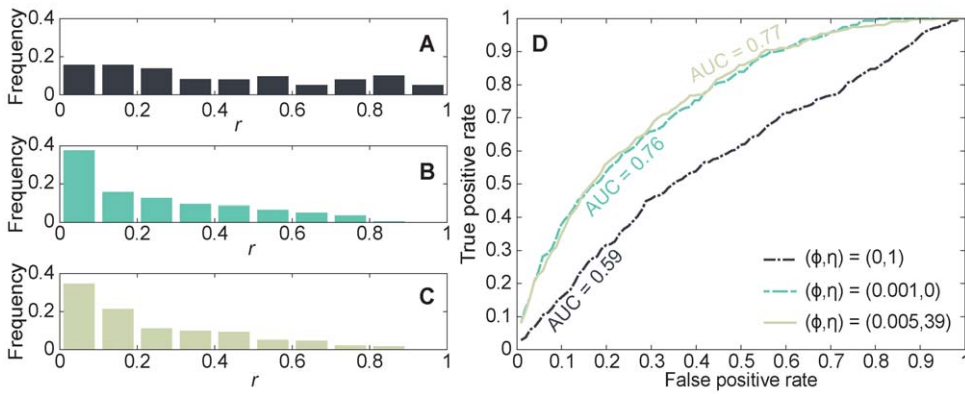 0.4
0.2
0
Frequency
A
0 0.2 0.4 0.6 0.8 1
r
0.4
0.2
0
Frequency
B
0 0.2 0.4 0.6 0.8 1
r
0.4
0.2
0
Frequency
C
0 0.2 0.4 0.6 0.8 1
r
D
True positive rate
1
0.9
0.8
0.7
0.6
0.5
0.4
0.3
0.2
0.1
0
AUC = 0.77
AUC = 0.76
AUC = 0.59
(ϕ,η) = (0,1)
(ϕ,η) = (0.001,0)
(ϕ,η) = (0.005,39)
0 0.1 0.2 0.3 0.4 0.5 0.6 0.7 0.8 0.9 1
False positive rate